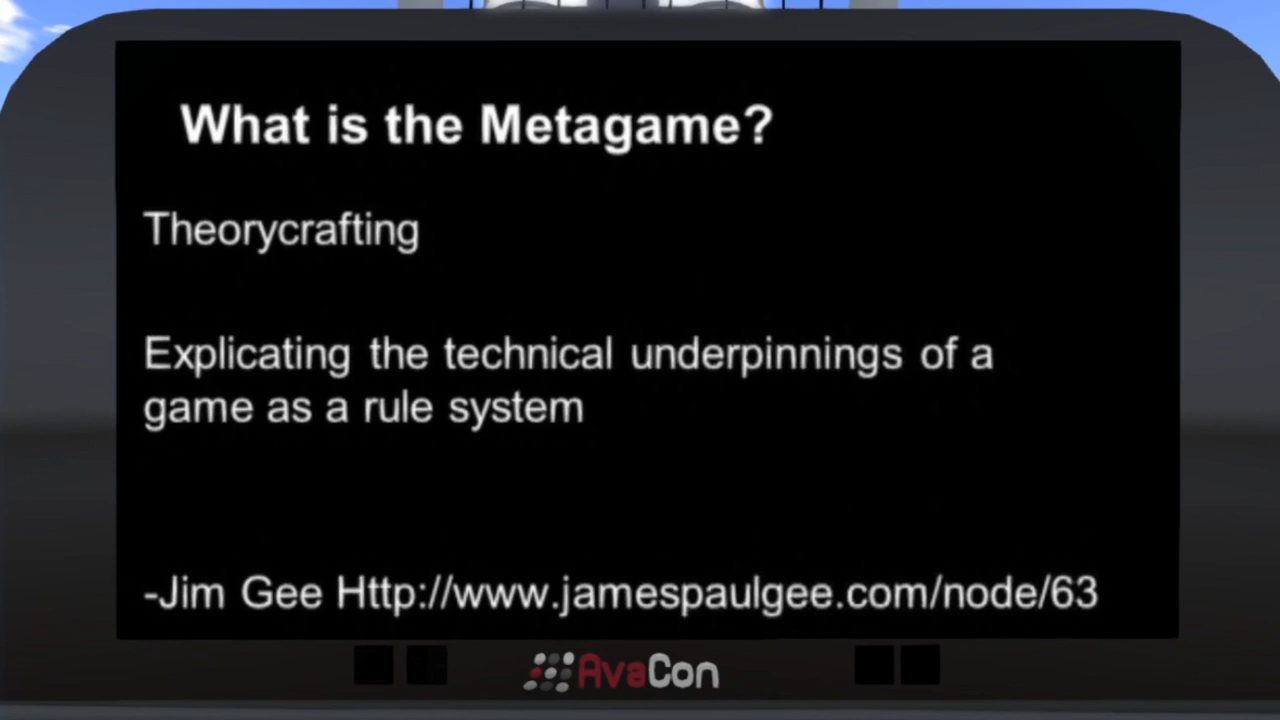 What is the Metagame?
Theorycrafting
Explicating the technical underpinnings of a
game as a rule system
-Jim Gee Http://www.jamespaulgee.com/node/63
AvaCon